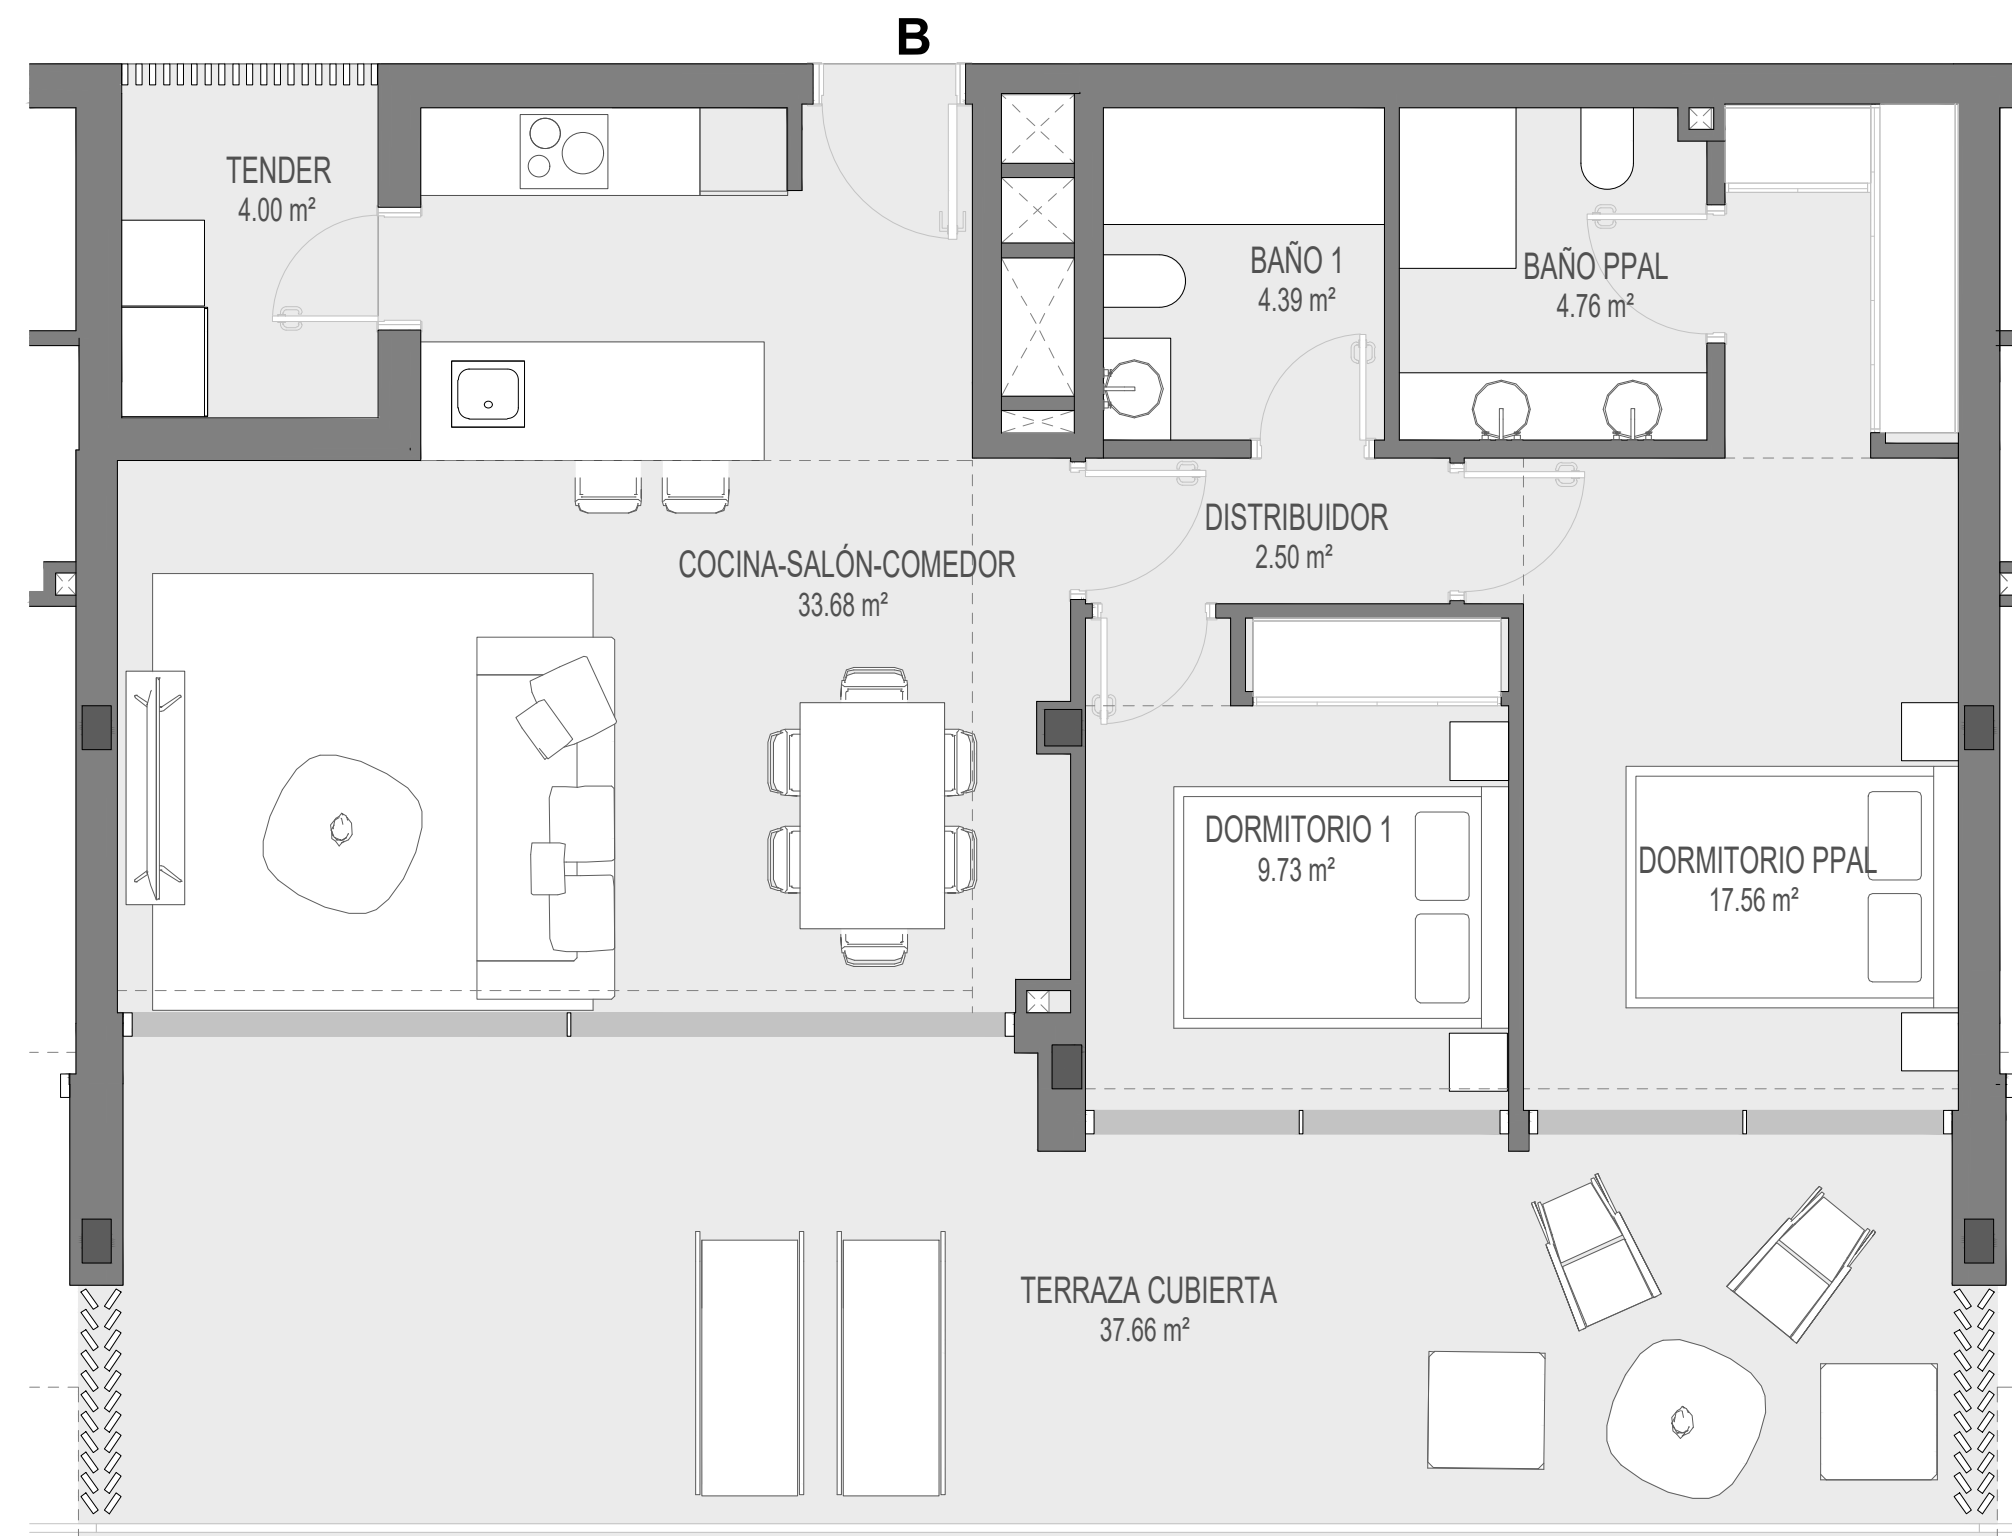 B
TENDER
4.00 m²
BAÑO 1
4.39 m²
BAÑO PPAL
4.76 m²
DISTRIBUIDOR
2.50 m²
COCINA-SALÓN-COMEDOR
33.68 m²
DORMITORIO 1
9.73 m²
DORMITORIO PPAL
17.56 m²
TERRAZA CUBIERTA
37.66 m²